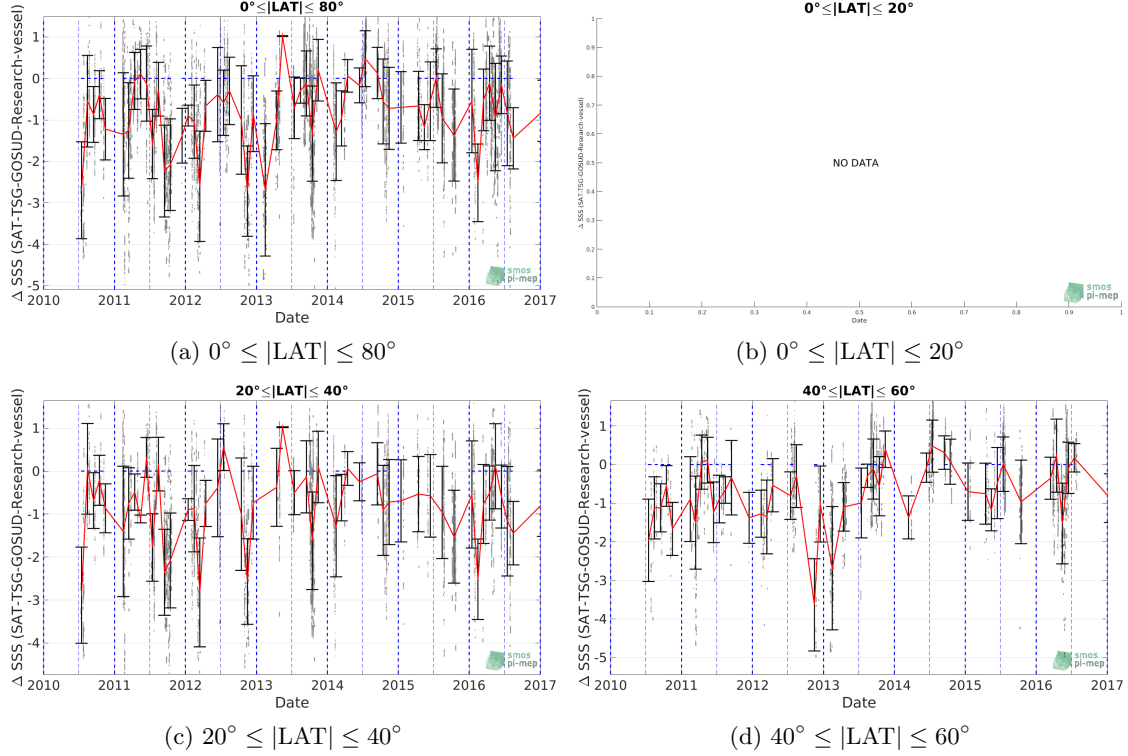 0°≤|LAT|≤ 80°
Δ SSS (SAT-TSG-GOSUD-Research-vessel)
1
0
-1
-2
-3
-4
-5
2010 2011 2012 2013 2014 2015 2016 2017
Date
smos
pi-mep
(a) 0° ≤ |LAT| ≤ 80°
0°≤|LAT|≤ 20°
Δ SSS (SAT-TSG-GOSUD-Research-vessel)
1
0.9
0.8
0.7
0.6
0.5
0.4
0.3
0.2
0.1
0
NO DATA
0 0.1 0.2 0.3 0.4 0.5 0.6 0.7 0.8 0.9 1
Date
smos
pi-mep
(b) 0° ≤ |LAT| ≤ 20°
20°≤|LAT|≤ 40°
Δ SSS (SAT-TSG-GOSUD-Research-vessel)
1
0
-1
-2
-3
-4
2010 2011 2012 2013 2014 2015 2016 2017
Date
smos
pi-mep
(c) 20° ≤ |LAT| ≤ 40°
40°≤|LAT|≤ 60°
Δ SSS (SAT-TSG-GOSUD-Research-vessel)
1
0
-1
-2
-3
-4
-5
2010 2011 2012 2013 2014 2015 2016 2017
Date
smos
pi-mep
(d) 40° ≤ |LAT| ≤ 60°